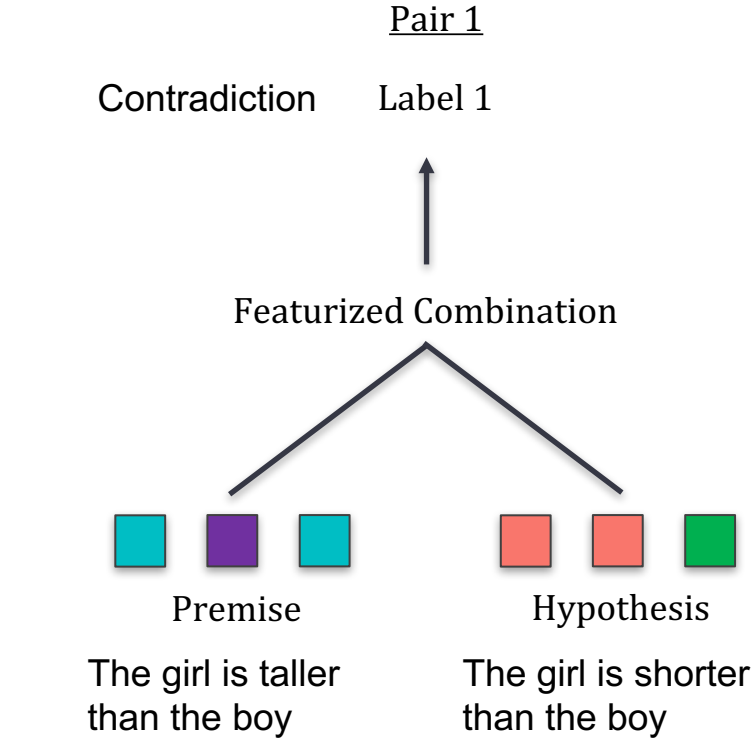 Pair 1
Contradiction Label 1
Featurized Combination
Premise
Hypothesis
The girl is taller
than the boy
The girl is shorter
than the boy